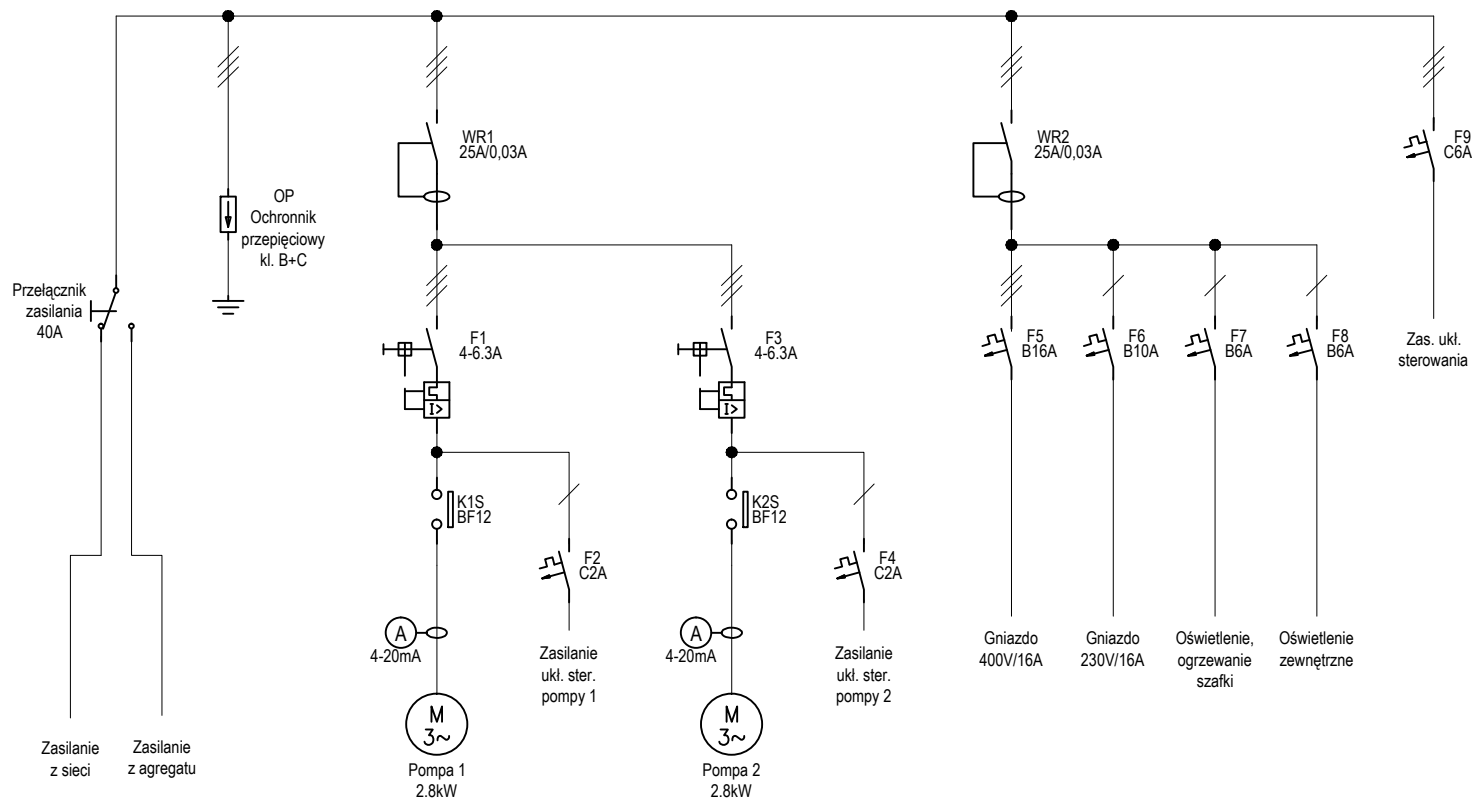 WR1
25A/0,03A
WR2
25A/0,03A
F9
C6A
OP
Ochronnik
przepięciowy
kl. B+C
Przełącznik
zasilania
40A
F1
4-6.3A
F3
4-6.3A
F5
B16A
F6
B10A
F7
B6A
F8
B6A
Zas. ukł.
sterowania
I>
I>
K1S
BF12
K2S
BF12
F2
C2A
F4
C2A
A
4-20mA
A
4-20mA
Zasilanie
ukł. ster.
pompy 1
Zasilanie
ukł. ster.
pompy 2
Gniazdo
400V/16A
Gniazdo
230V/16A
Oświetlenie,
ogrzewanie
szafki
Oświetlenie
zewnętrzne
M
3~
M
3~
Zasilanie
z sieci
Zasilanie
z agregatu
Pompa 1
2.8kW
Pompa 2
2.8kW